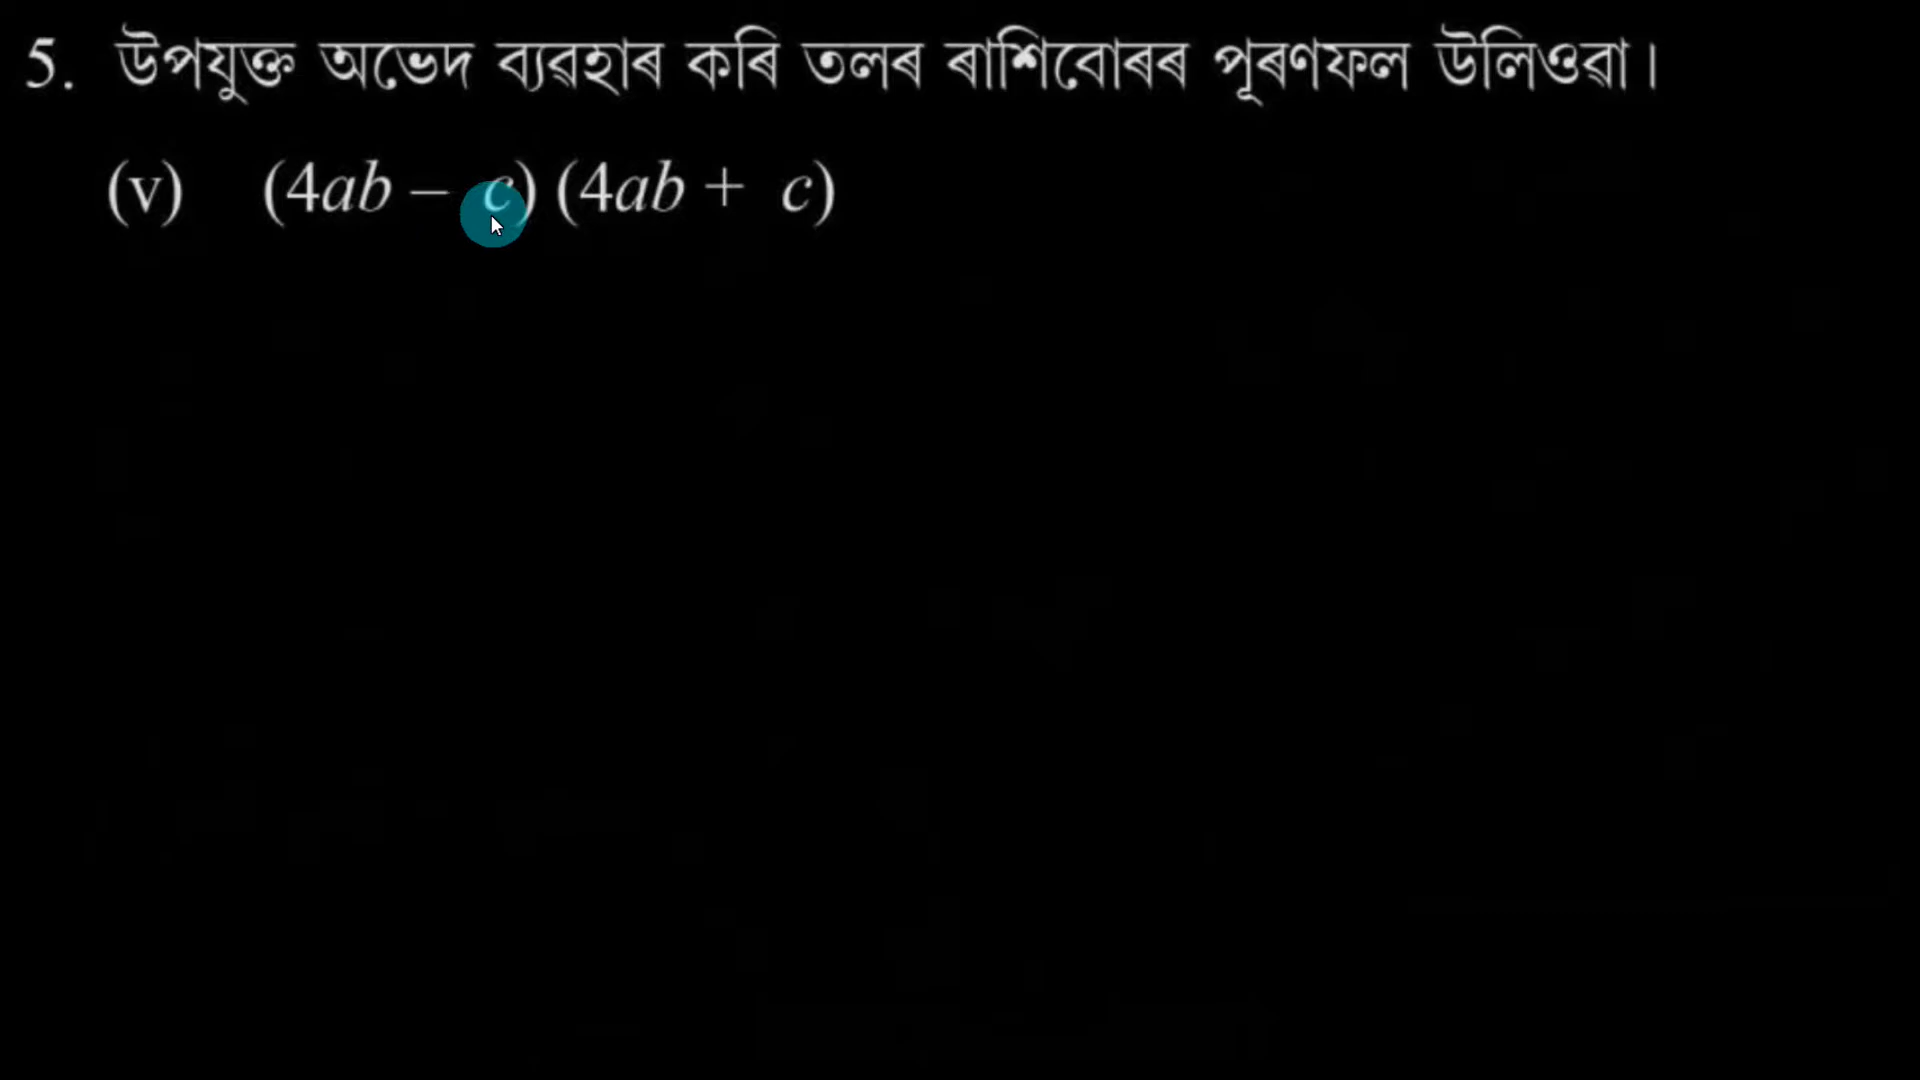 5. উপযুক্ত অভেদ ব্যৱহাৰ কৰি তলৰ ৰাশিবোৰৰ পূৰণফল উলিওৱা।
(v) (4ab – c) (4ab + c)